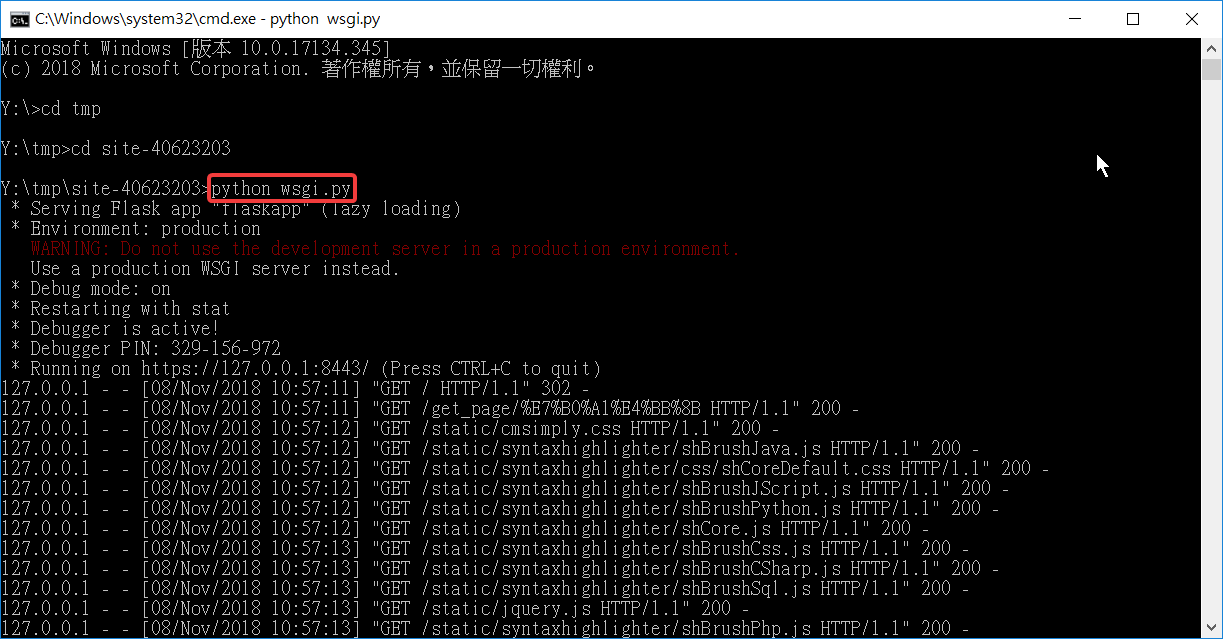 C:\Windows\system32\cmd.exe - python  wsgi.py
Microsoft Windows [版本 10.0.17134.345]
(c) 2018 Microsoft Corporation. 著作權所有，並保留一切權利。
Y:\>cd tmp
Y:\tmp>cd site-40623203
Y:\tmp\site-40623203>python wsgi.py
 * Serving Flask app "flaskapp" (lazy loading)
 * Environment: production
   WARNING: Do not use the development server in a production environment.
   Use a production WSGI server instead.
 * Debug mode: on
 * Restarting with stat
 * Debugger is active!
 * Debugger PIN: 329-156-972
 * Running on https://127.0.0.1:8443/ (Press CTRL+C to quit)
127.0.0.1 - - [08/Nov/2018 10:57:11] "GET / HTTP/1.1" 302 -
127.0.0.1 - - [08/Nov/2018 10:57:11] "GET /get_page/%E7%B0%A1%E4%BB%8B HTTP/1.1" 200 -
127.0.0.1 - - [08/Nov/2018 10:57:12] "GET /static/cmsimply.css HTTP/1.1" 200 -
127.0.0.1 - - [08/Nov/2018 10:57:12] "GET /static/syntaxhighlighter/shBrushJava.js HTTP/1.1" 200 -
127.0.0.1 - - [08/Nov/2018 10:57:12] "GET /static/syntaxhighlighter/css/shCoreDefault.css HTTP/1.1" 200 -
127.0.0.1 - - [08/Nov/2018 10:57:12] "GET /static/syntaxhighlighter/shBrushJScript.js HTTP/1.1" 200 -
127.0.0.1 - - [08/Nov/2018 10:57:12] "GET /static/syntaxhighlighter/shBrushPython.js HTTP/1.1" 200 -
127.0.0.1 - - [08/Nov/2018 10:57:12] "GET /static/syntaxhighlighter/shCore.js HTTP/1.1" 200 -
127.0.0.1 - - [08/Nov/2018 10:57:13] "GET /static/syntaxhighlighter/shBrushCss.js HTTP/1.1" 200 -
127.0.0.1 - - [08/Nov/2018 10:57:13] "GET /static/syntaxhighlighter/shBrushCSharp.js HTTP/1.1" 200 -
127.0.0.1 - - [08/Nov/2018 10:57:13] "GET /static/syntaxhighlighter/shBrushSql.js HTTP/1.1" 200 -
127.0.0.1 - - [08/Nov/2018 10:57:13] "GET /static/jquery.js HTTP/1.1" 200 -
127.0.0.1 - - [08/Nov/2018 10:57:13] "GET /static/syntaxhighlighter/shBrushPhp.js HTTP/1.1" 200 -